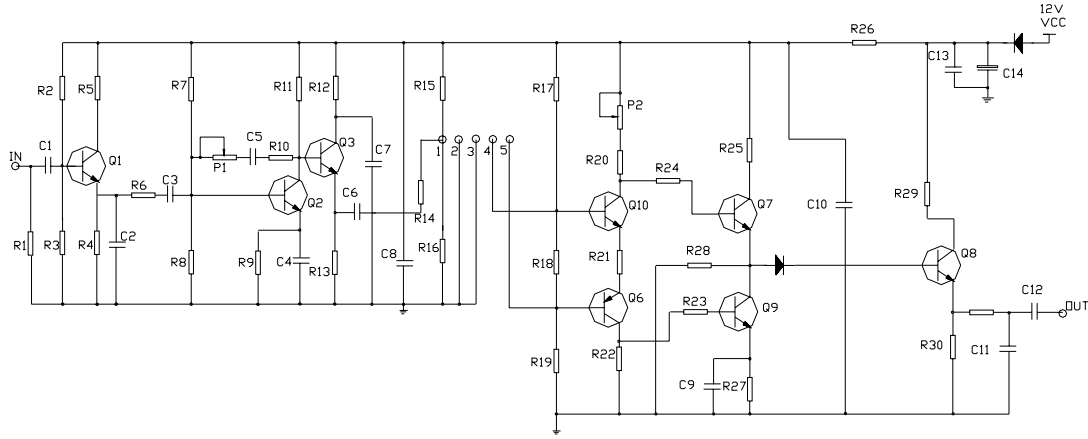 12V
VCC
R26
C13
C14
R2
R5
R7
R11
R12
R15
R17
P2
IN
C1
Q1
P1
C5
R10
Q3
C7
1
2
3
4
5
R20
R24
R25
R6
C3
Q2
C6
R14
Q10
Q7
C10
R29
R1
R3
R4
C2
R8
R9
C4
R13
C8
R16
R18
R21
R28
Q8
Q6
R23
Q9
C12
OUT
R19
R22
C9
R27
R30
C11